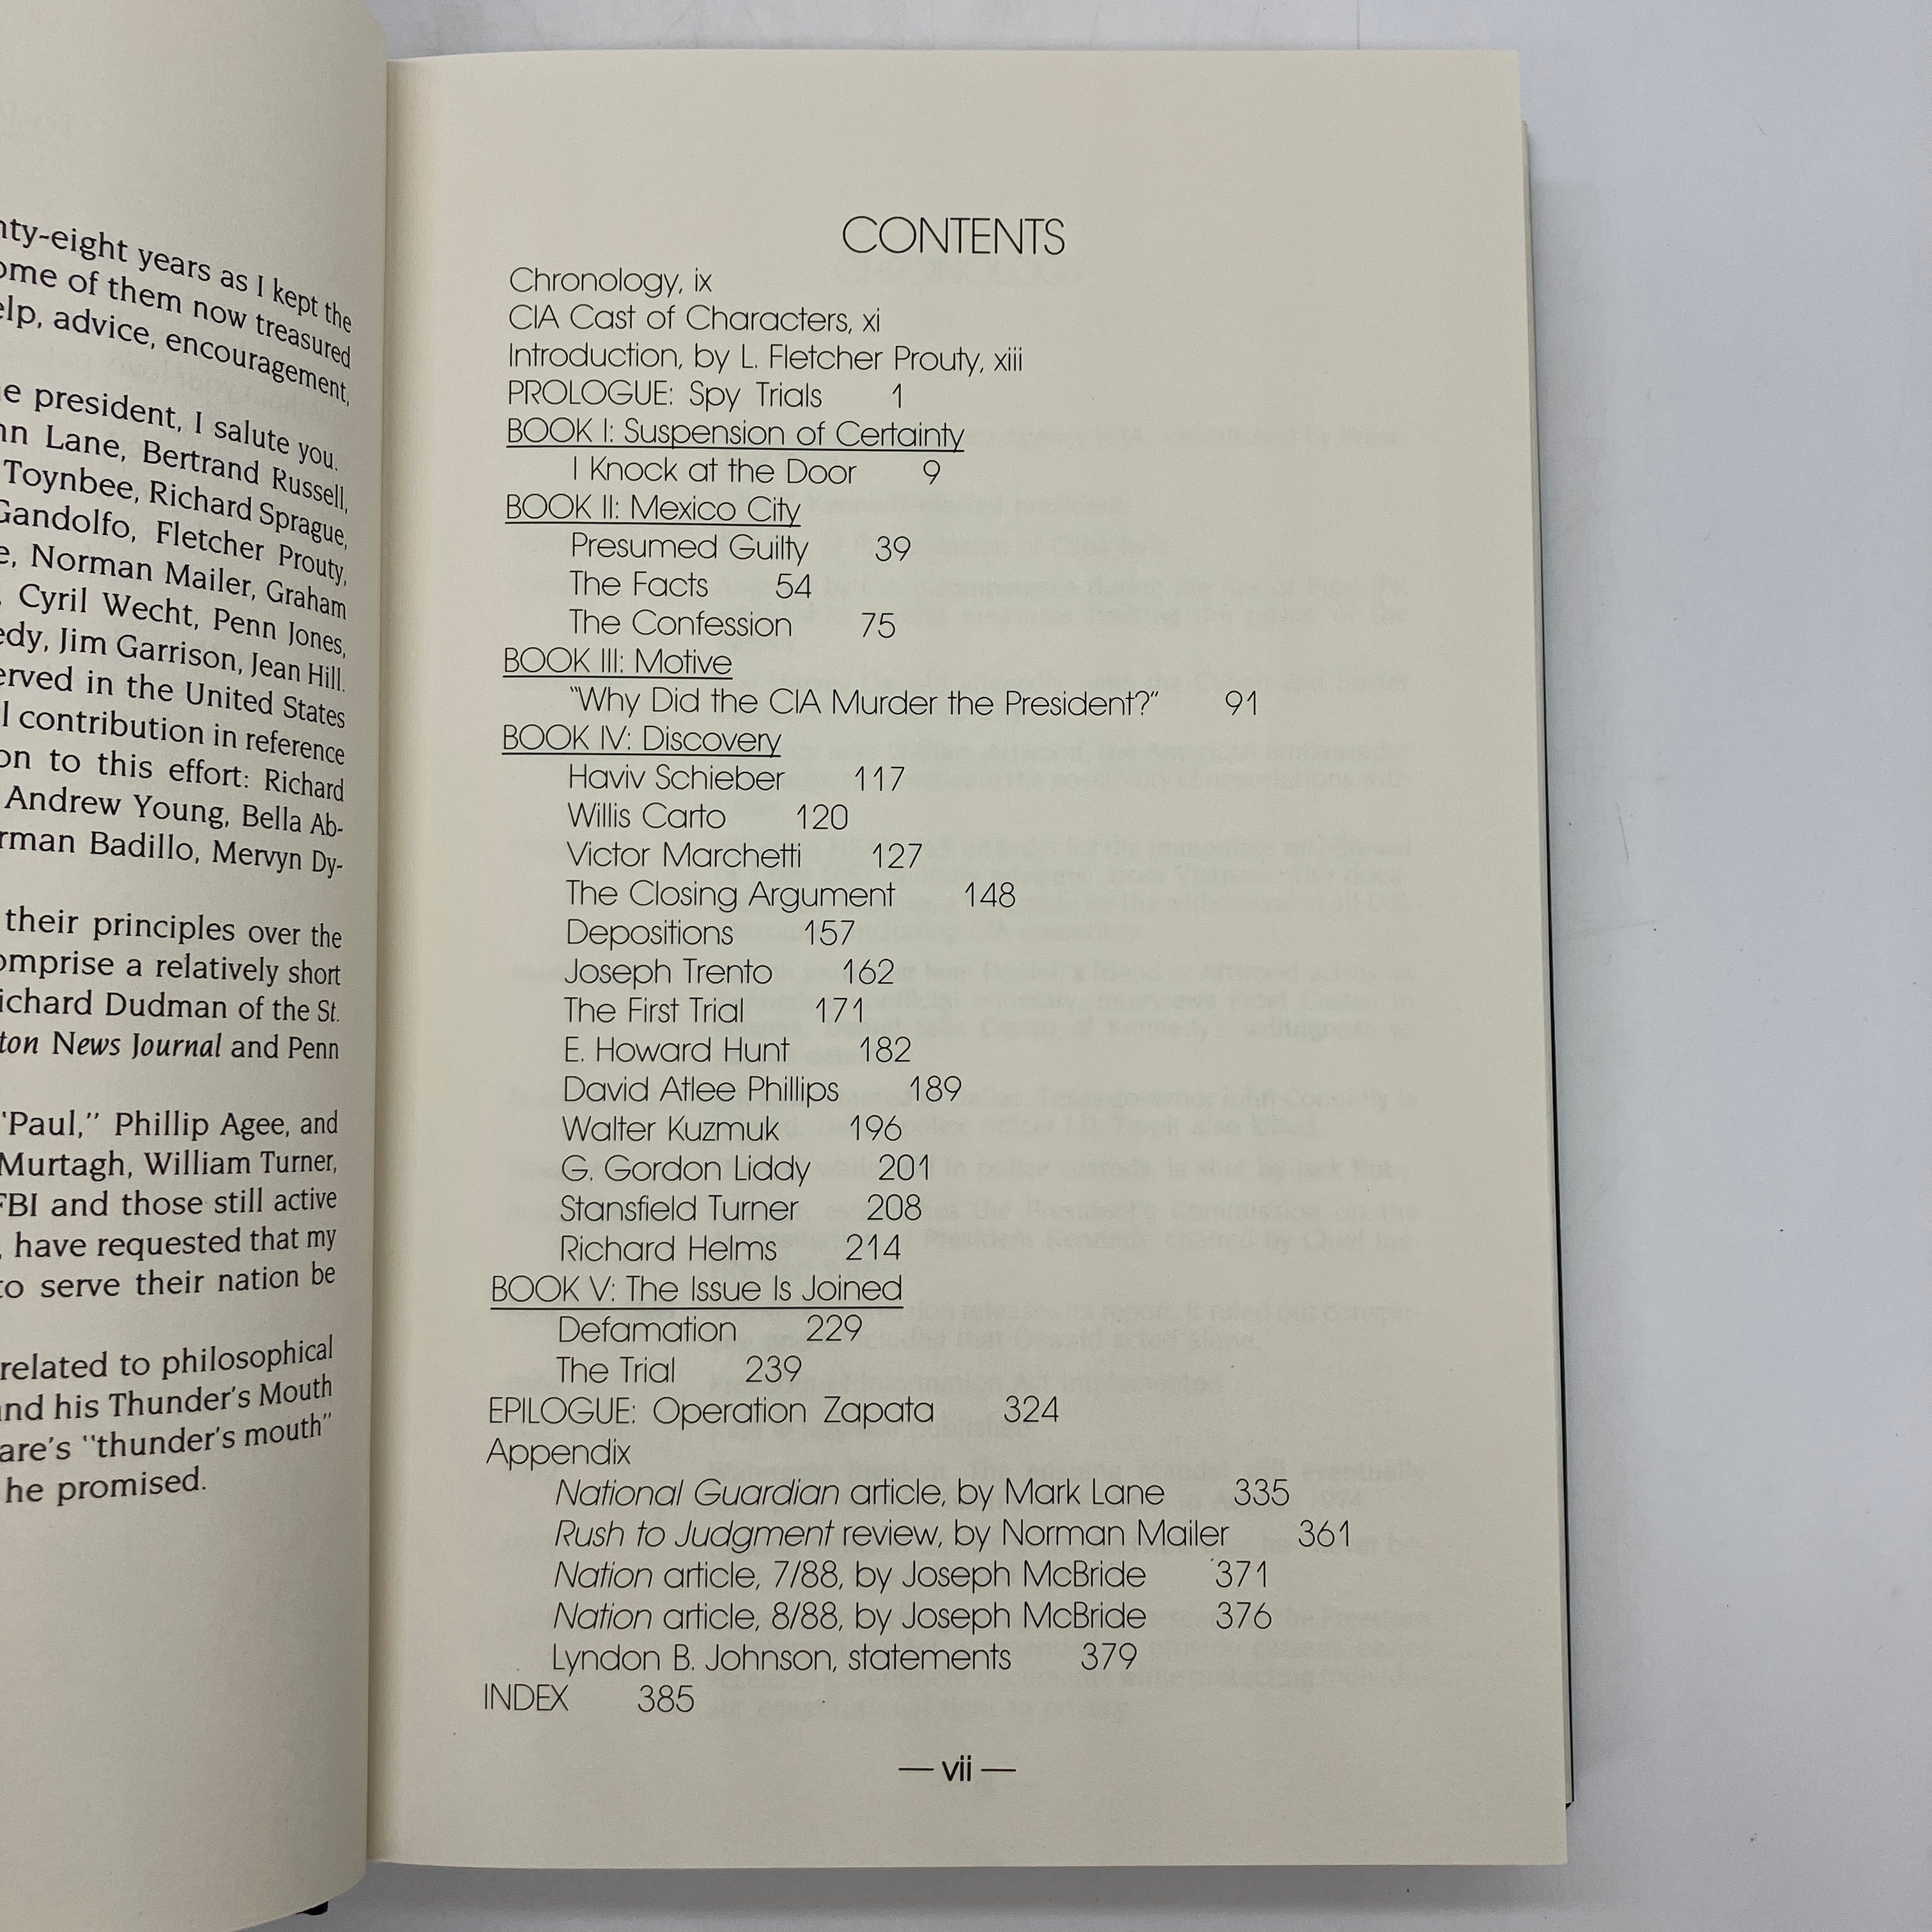 nty-eight years as I kept the
ome of them now treasured
elp, advice, encouragement,
e president, I salute you.
nn Lane, Bertrand Russell,
Toynbee, Richard Sprague,
Gandolfo, Fletcher Prouty,
e, Norman Mailer, Graham
, Cyril Wecht, Penn Jones,
edy, Jim Garrison, Jean Hill.
erved in the United States
l contribution in reference
on to this effort: Richard
Andrew Young, Bella Ab-
rman Badillo, Mervyn Dy-
their principles over the
omprise a relatively short
ichard Dudman of the St.
ton News Journal and Penn
"Paul," Phillip Agee, and
Murtagh, William Turner,
FBI and those still active
, have requested that my
to serve their nation be
related to philosophical
and his Thunder's Mouth
are's "thunder's mouth"
he promised.
CONTENTS
Chronology, ix
CIA Cast of Characters, xi
Introduction, by L. Fletcher Prouty, xiii
PROLOGUE: Spy Trials 1
BOOK I: Suspension of Certainty
I Knock at the Door 9
BOOK II: Mexico City
Presumed Guilty 39
The Facts 54
The Confession 75
BOOK III: Motive
"Why Did the CIA Murder the President?" 91
BOOK IV: Discovery
Haviv Schieber 117
Willis Carto 120
Victor Marchetti 127
The Closing Argument 148
Depositions 157
Joseph Trento 162
The First Trial 171
E. Howard Hunt 182
David Atlee Phillips 189
Walter Kuzmuk 196
G. Gordon Liddy 201
Stansfield Turner 208
Richard Helms 214
BOOK V: The Issue Is Joined
Defamation 229
The Trial 239
EPILOGUE: Operation Zapata 324
Appendix
National Guardian article, by Mark Lane 335
Rush to Judgment review, by Norman Mailer 361
Nation article, 7/88, by Joseph McBride 371
Nation article, 8/88, by Joseph McBride 376
Lyndon B. Johnson, statements 379
INDEX 385
— vii —